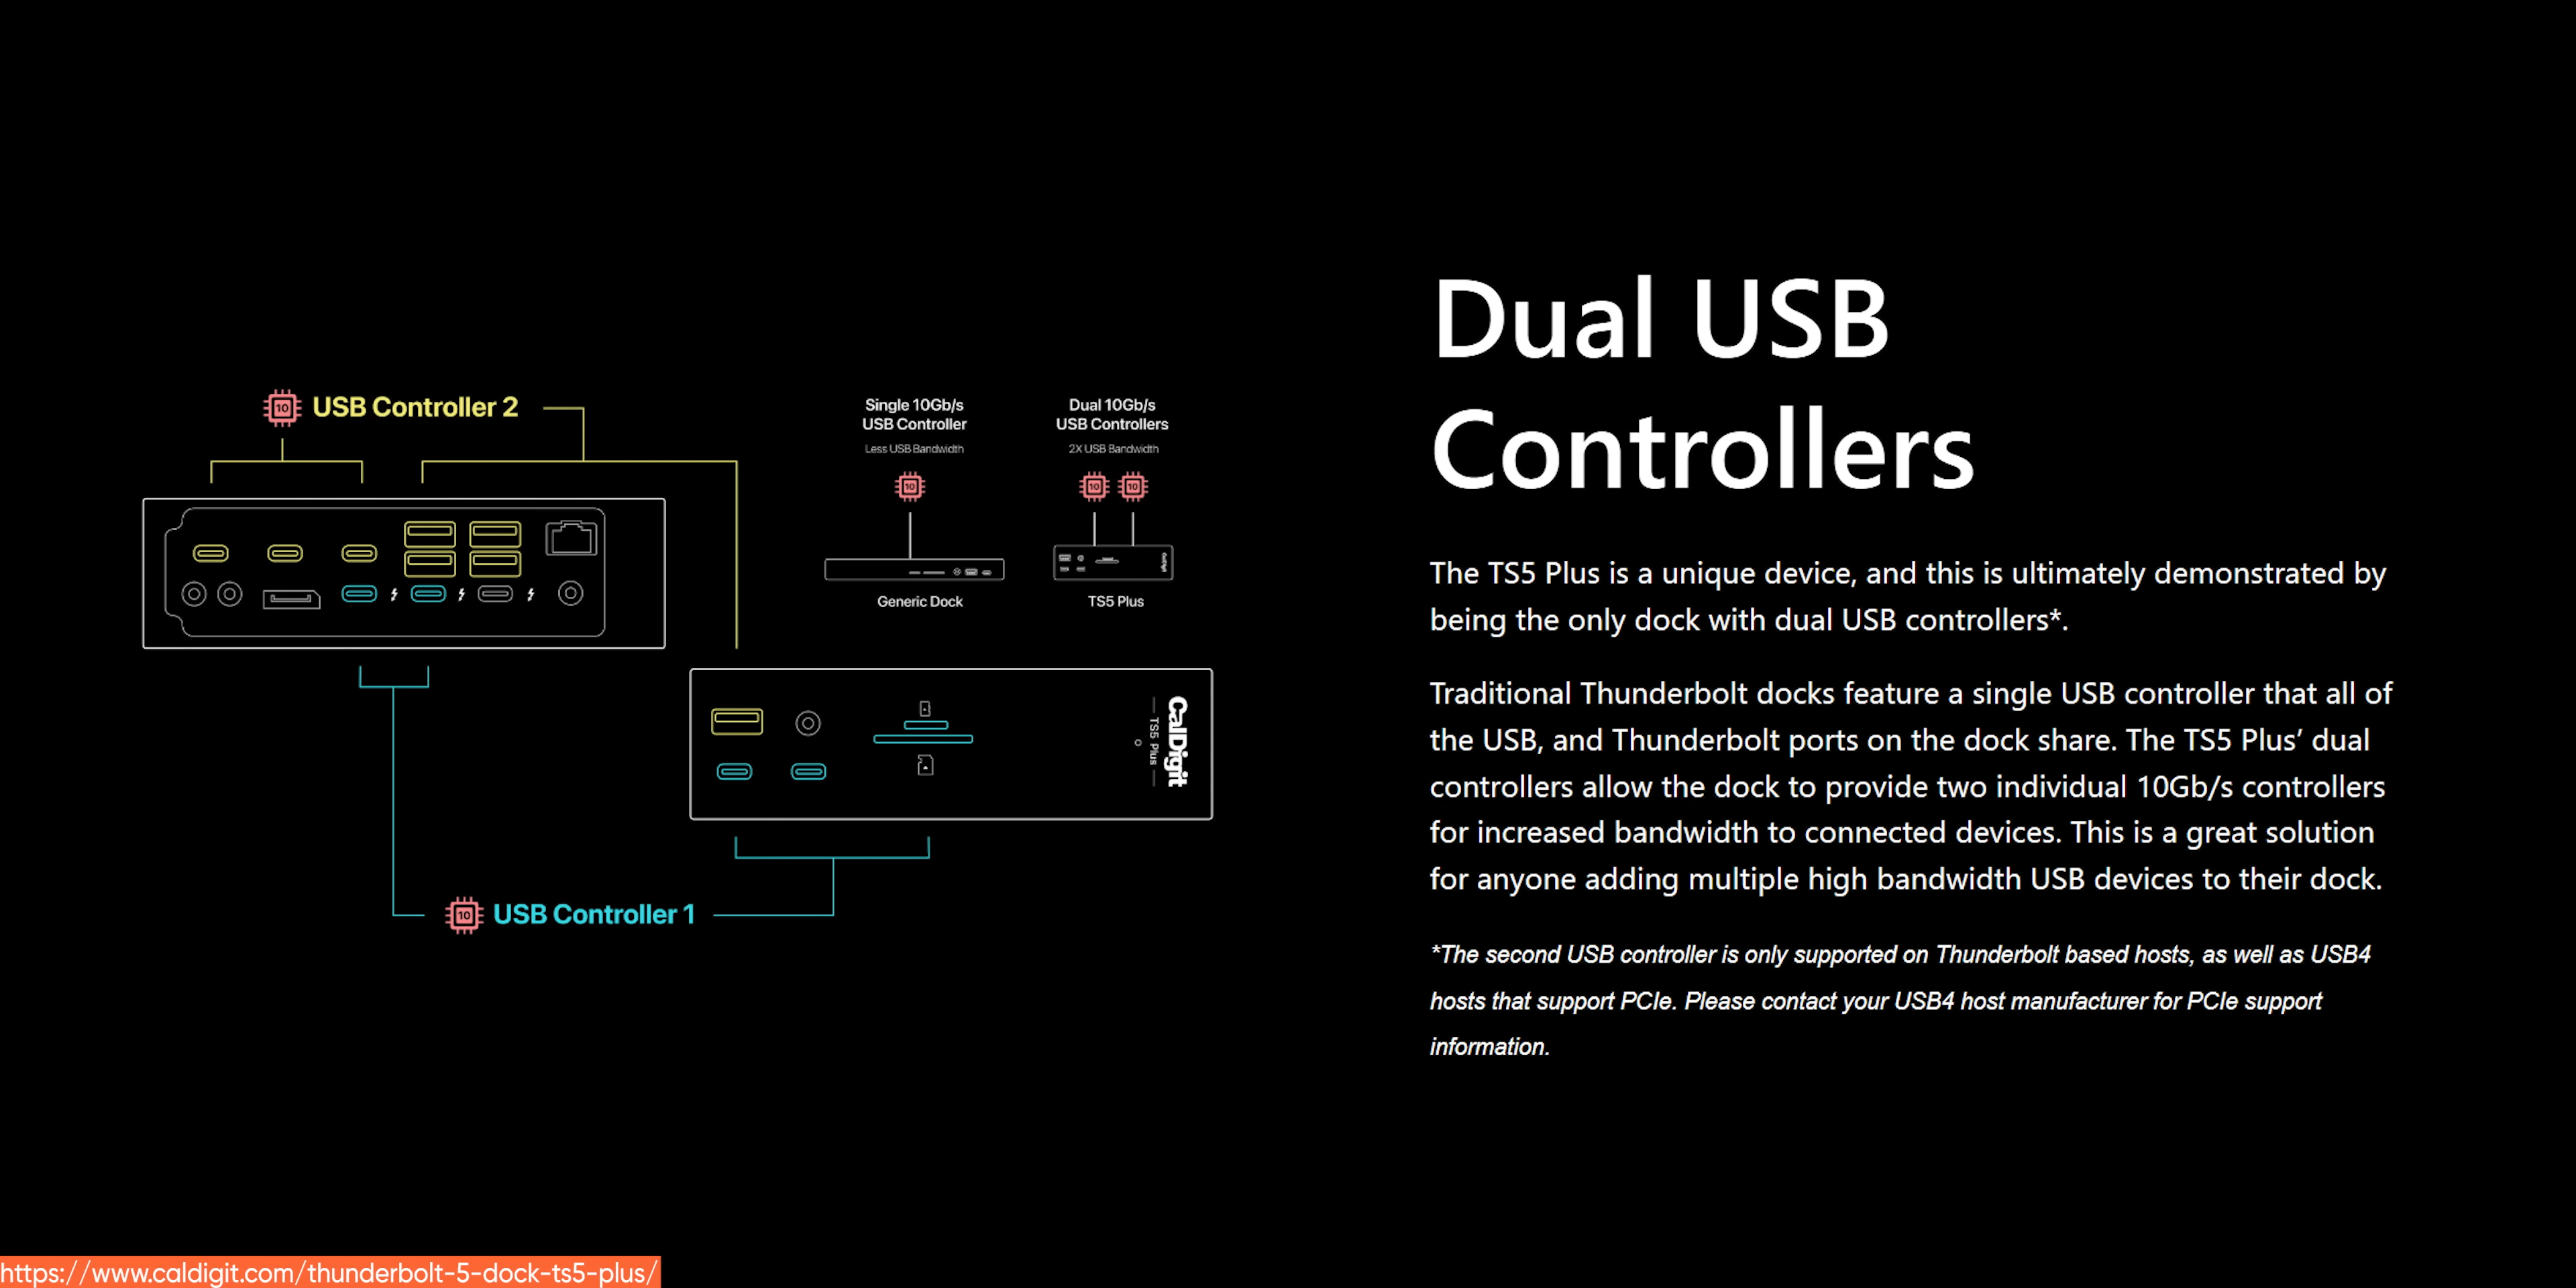 Dual USB
Controllers
The TS5 Plus is a unique device, and this is ultimately demonstrated by
being the only dock with dual USB controllers*.
Traditional Thunderbolt docks feature a single USB controller that all of
the USB, and Thunderbolt ports on the dock share. The TS5 Plus’ dual
controllers allow the dock to provide two individual 10Gb/s controllers
for increased bandwidth to connected devices. This is a great solution
for anyone adding multiple high bandwidth USB devices to their dock.
*The second USB controller is only supported on Thunderbolt based hosts, as well as USB4
hosts that support PCIe. Please contact your USB4 host manufacturer for PCIe support
information.
10 USB Controller 2
Single 10Gb/s
USB Controller
Less USB Bandwidth
10
Generic Dock
Dual 10Gb/s
USB Controllers
2X USB Bandwidth
10 10
CalDigit
TS5 Plus
CalDigit
TS5 Plus
10 USB Controller 1
https://www.caldigit.com/thunderbolt-5-dock-ts5-plus/